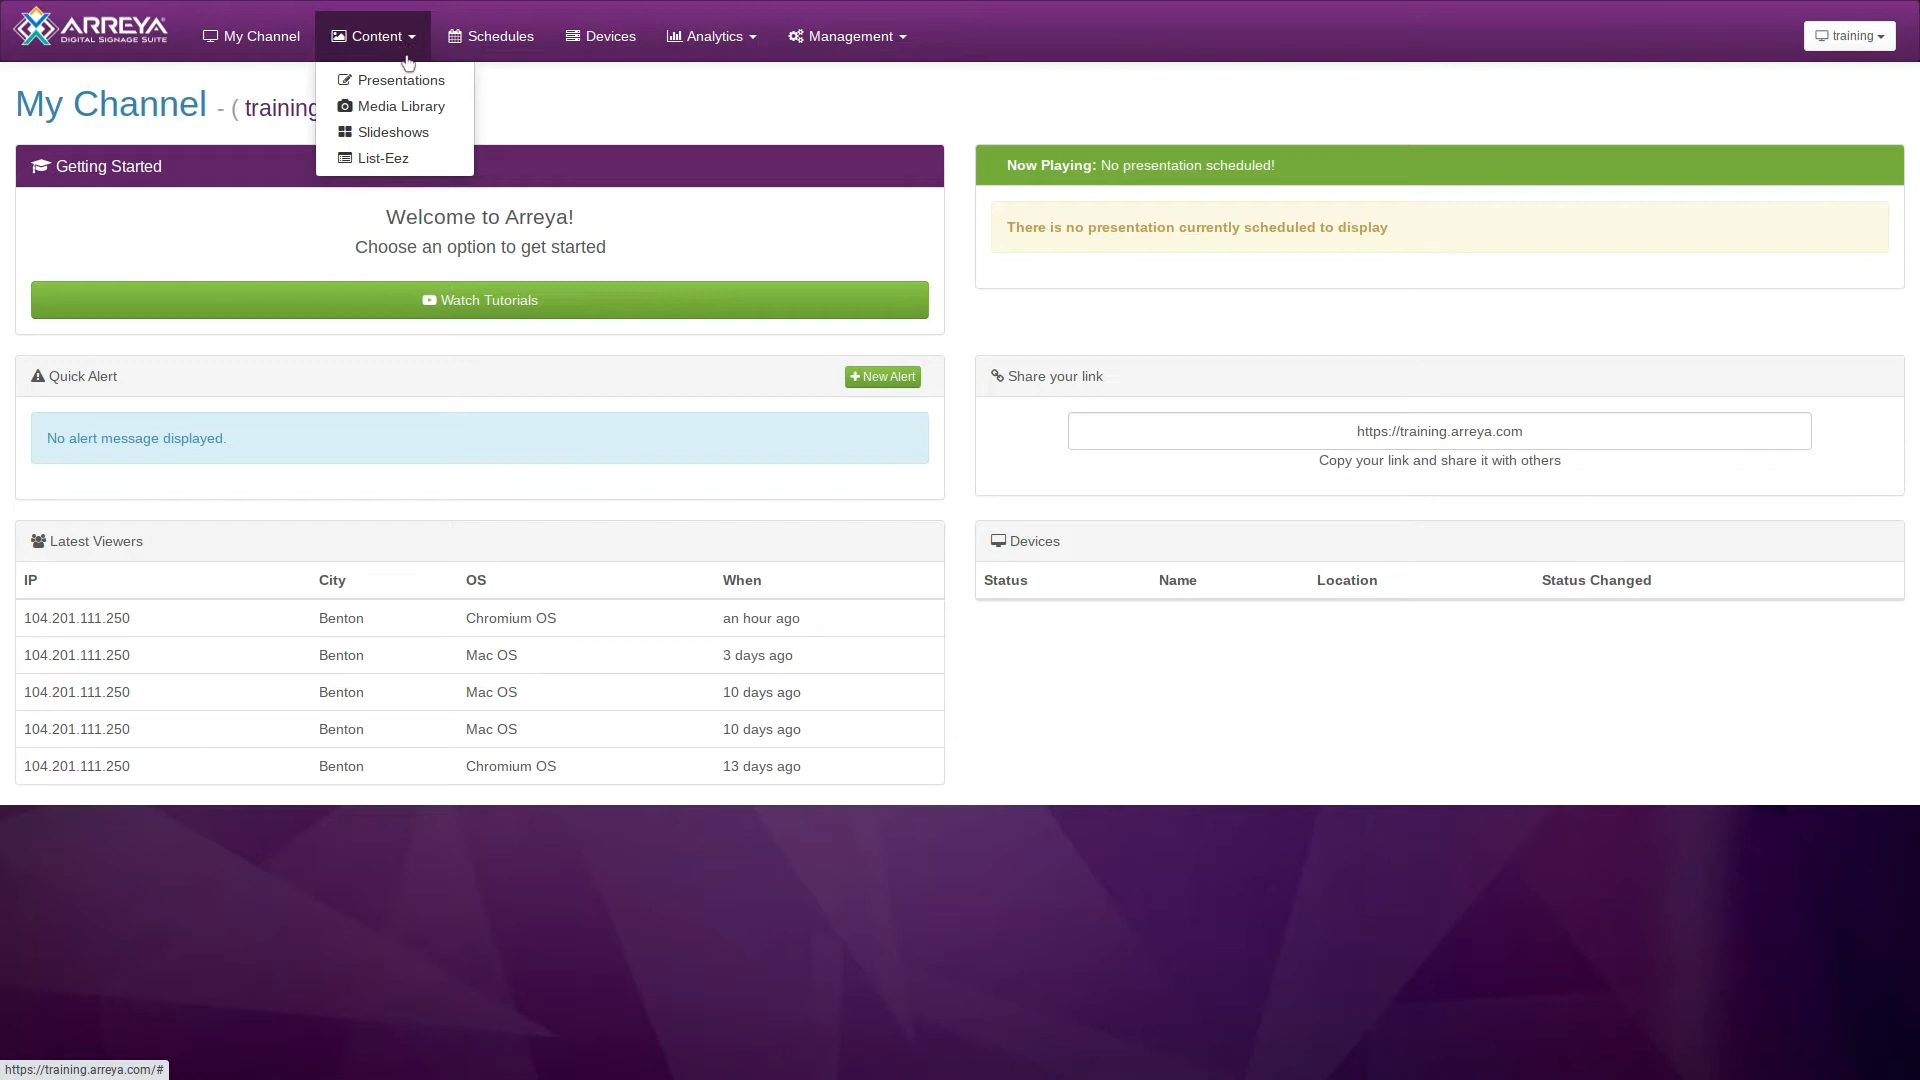 ARREYA
DIGITAL SIGNAGE SUITE
My Channel
Content
Schedules
Devices
Analytics
Management
training
Presentations
Media Library
Slideshows
List-Eez
My Channel - ( training
Getting Started
Welcome to Arreya!
Choose an option to get started
Watch Tutorials
Now Playing: No presentation scheduled!
There is no presentation currently scheduled to display
Quick Alert
New Alert
No alert message displayed.
Share your link
https://training.arreya.com
Copy your link and share it with others
Latest Viewers
IP City OS When
104.201.111.250 Benton Chromium OS an hour ago
104.201.111.250 Benton Mac OS 3 days ago
104.201.111.250 Benton Mac OS 10 days ago
104.201.111.250 Benton Mac OS 10 days ago
104.201.111.250 Benton Chromium OS 13 days ago
Devices
Status Name Location Status Changed
https://training.arreya.com/#